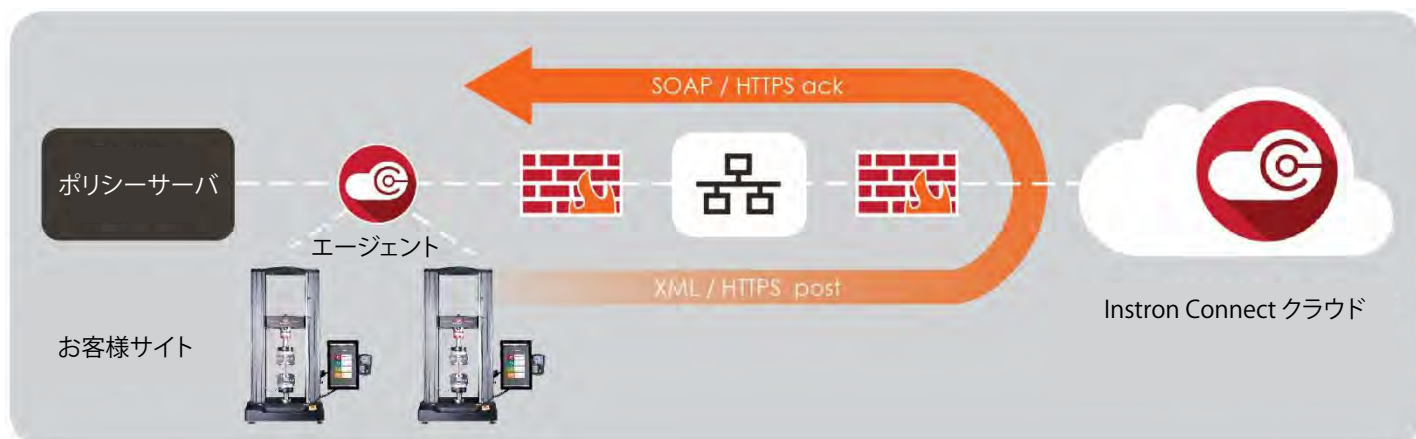 SOAP / HTTPS ack
ポリシーサーバ
エージェント
XML / HTTPS post
Instron Connect クラウド
お客様サイト